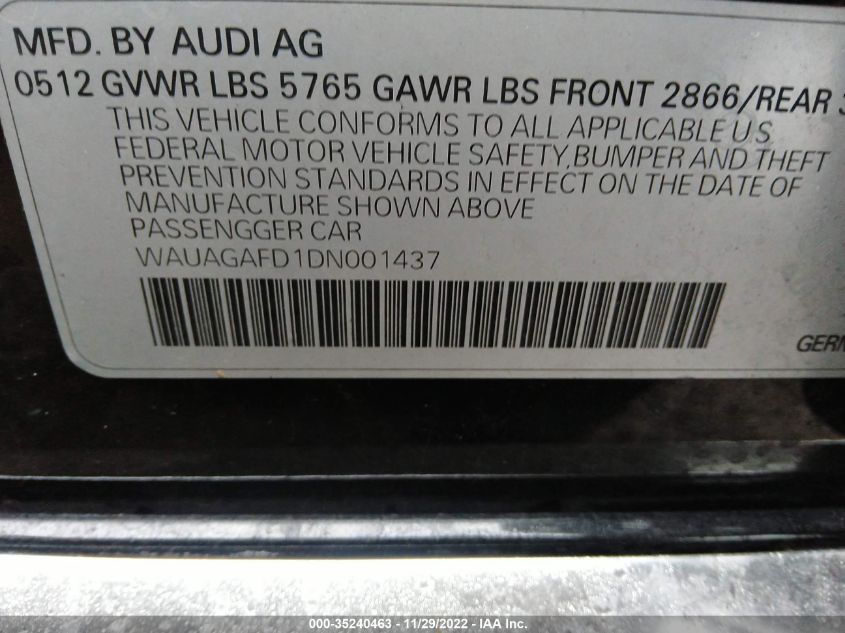 MFD. BY AUDI AG
0512 GVWR LBS 5765 GAWR LBS FRONT 2866/REAR
THIS VEHICLE CONFORMS TO ALL APPLICABLE U.S.
FEDERAL MOTOR VEHICLE SAFETY,BUMPER AND THEFT
PREVENTION STANDARDS IN EFFECT ON THE DATE OF
MANUFACTURE SHOWN ABOVE
PASSENGGER CAR
WAUAGAFD1DN001437
GERM
000-35240463 - 11/29/2022 - IAA Inc.